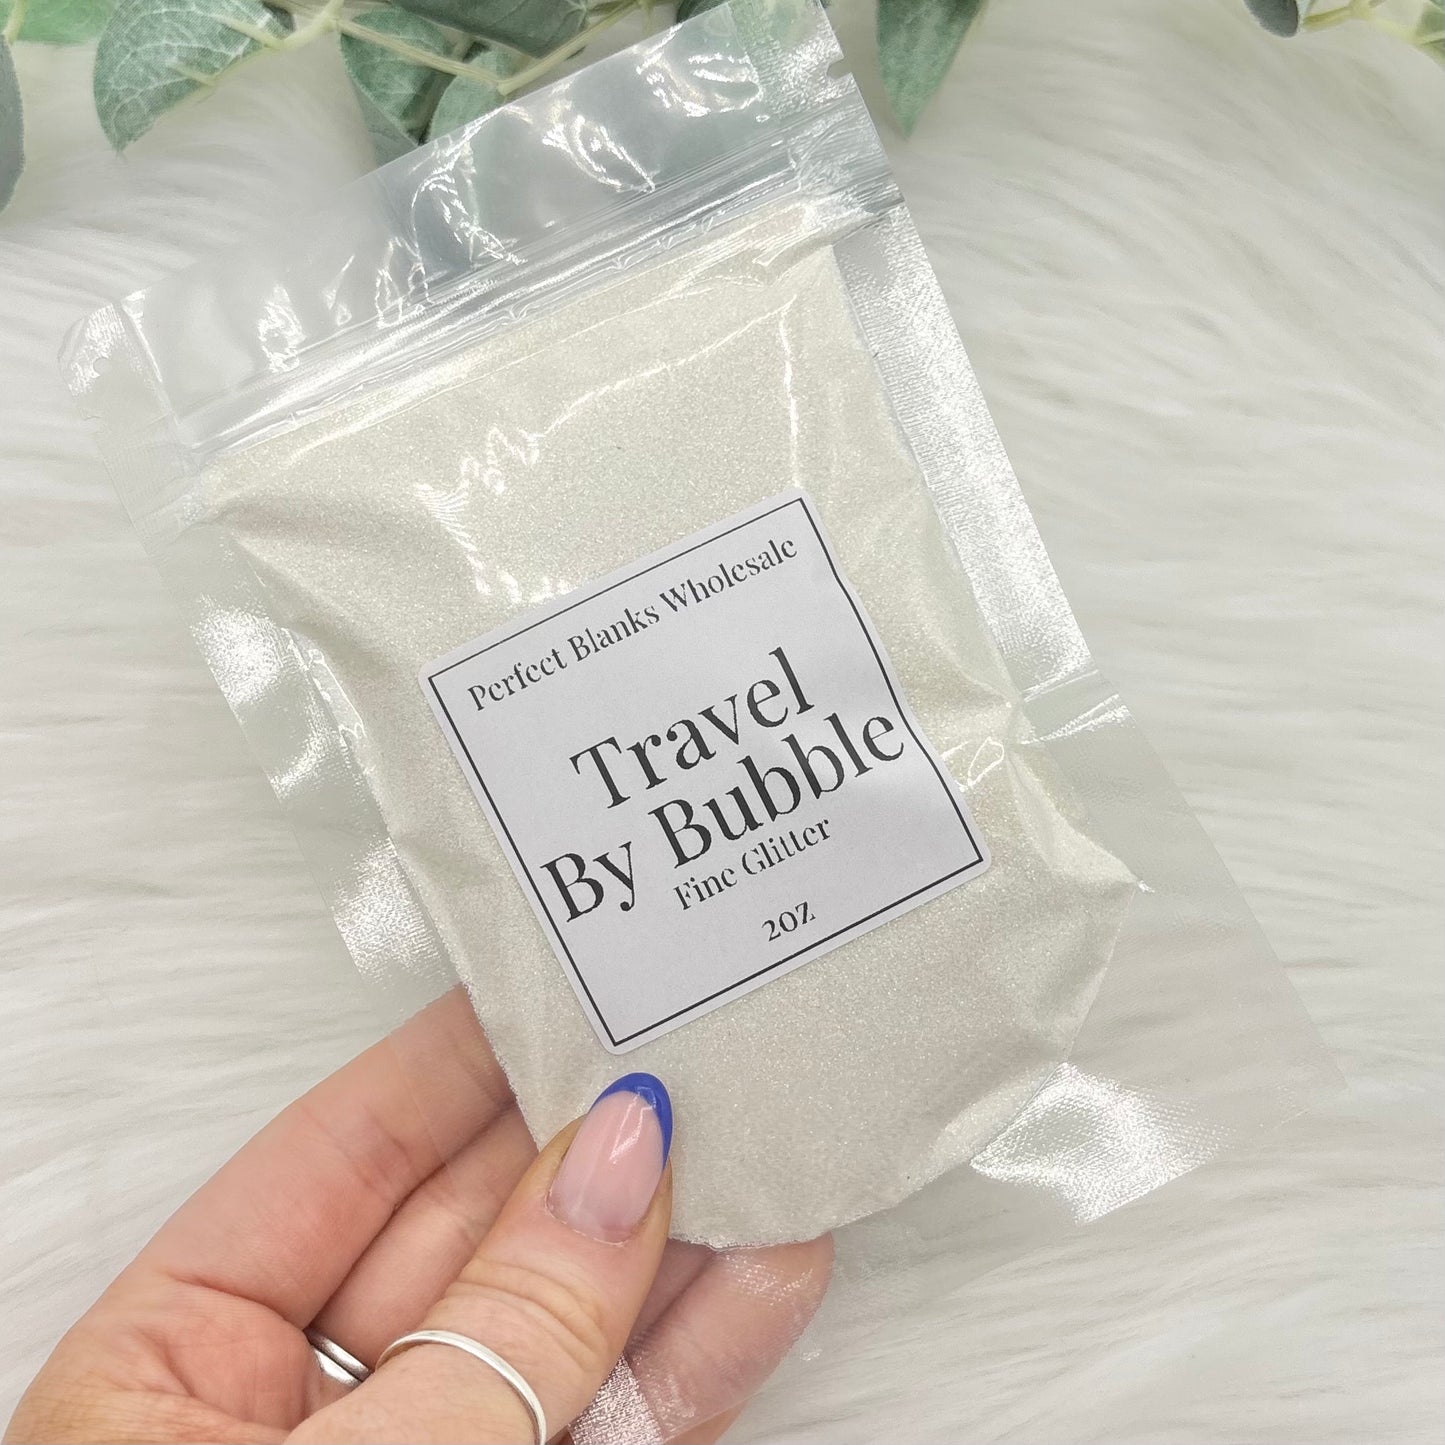 Perfect Blanks Wholesale
Travel
By Bubble
Fine Glitter
2oz